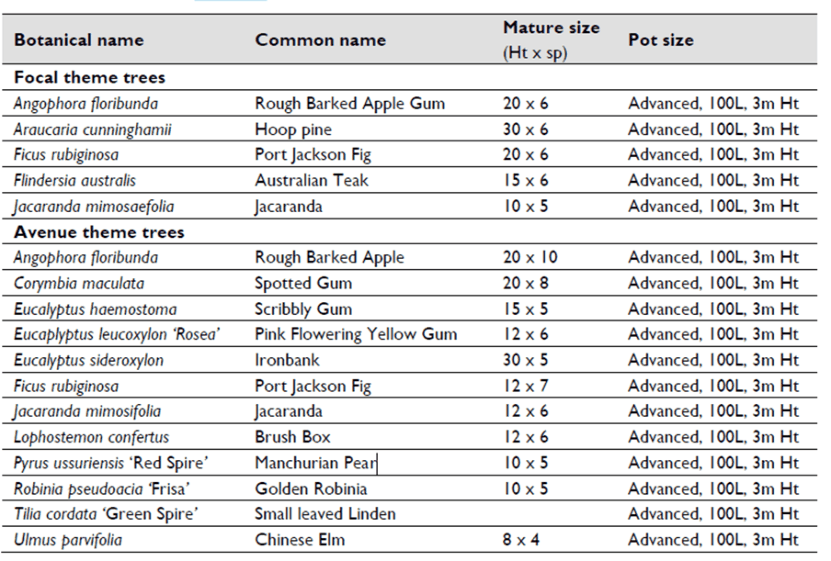 Botanical name Common name Mature size (Ht x sp) Pot size
Focal theme trees
Angophora floribunda Rough Barked Apple Gum 20 x 6 Advanced, 100L, 3m Ht
Araucaria cunninghamii Hoop pine 30 x 6 Advanced, 100L, 3m Ht
Ficus rubiginosa Port Jackson Fig 20 x 6 Advanced, 100L, 3m Ht
Flindersia australis Australian Teak 15 x 6 Advanced, 100L, 3m Ht
Jacaranda mimosaefolia Jacaranda 10 x 5 Advanced, 100L, 3m Ht
Avenue theme trees
Angophora floribunda Rough Barked Apple 20 x 10 Advanced, 100L, 3m Ht
Corymbia maculata Spotted Gum 20 x 8 Advanced, 100L, 3m Ht
Eucalyptus haemostoma Scribbly Gum 15 x 5 Advanced, 100L, 3m Ht
Eucaplyptus leucoxylon ‘Rosea’ Pink Flowering Yellow Gum 12 x 6 Advanced, 100L, 3m Ht
Eucalyptus sideroxylon Ironbank 30 x 5 Advanced, 100L, 3m Ht
Ficus rubiginosa Port Jackson Fig 12 x 7 Advanced, 100L, 3m Ht
Jacaranda mimosifolia Jacaranda 12 x 6 Advanced, 100L, 3m Ht
Lophostemon confertus Brush Box 12 x 6 Advanced, 100L, 3m Ht
Pyrus ussuriensis ‘Red Spire’ Manchurian Pear 10 x 5 Advanced, 100L, 3m Ht
Robinia pseudoacia ‘Frisa’ Golden Robinia 10 x 5 Advanced, 100L, 3m Ht
Tilia cordata ‘Green Spire’ Small leaved Linden Advanced, 100L, 3m Ht
Ulmus parvifolia Chinese Elm 8 x 4 Advanced, 100L, 3m Ht